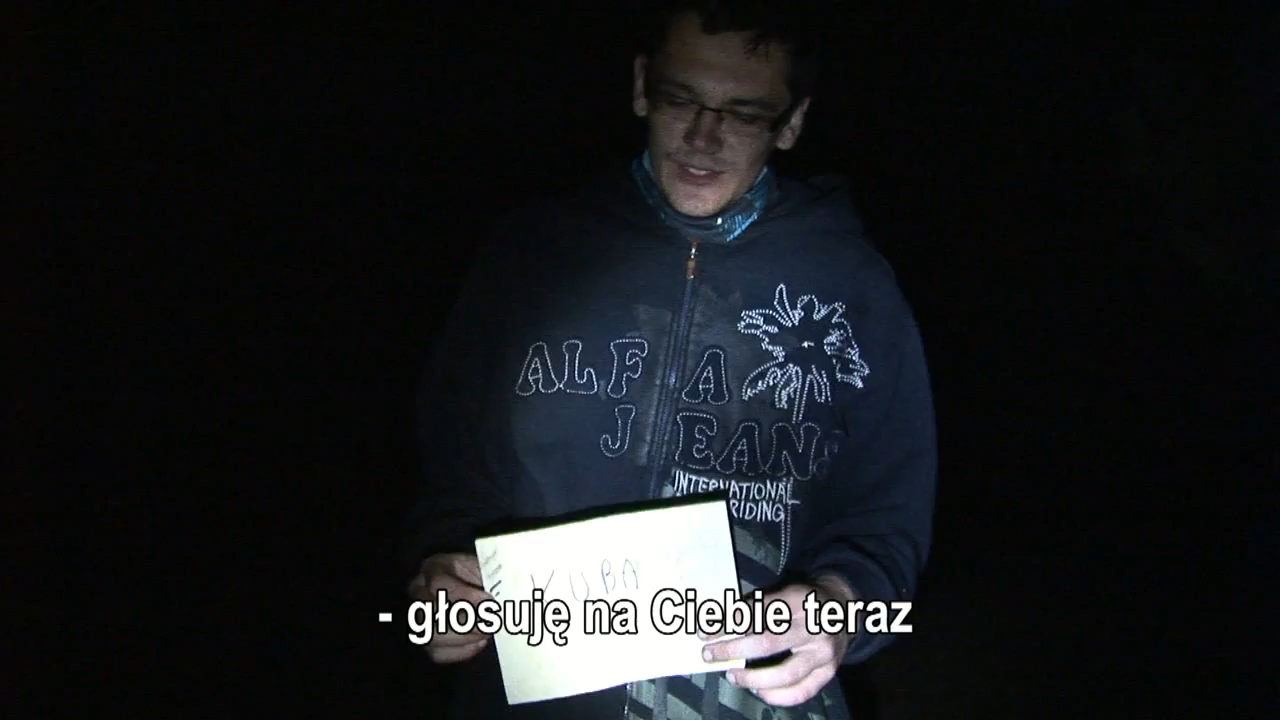 ALFA
JEANS
INTERNATIONAL
RIDING
KUBA
- głosuję na Ciebie teraz